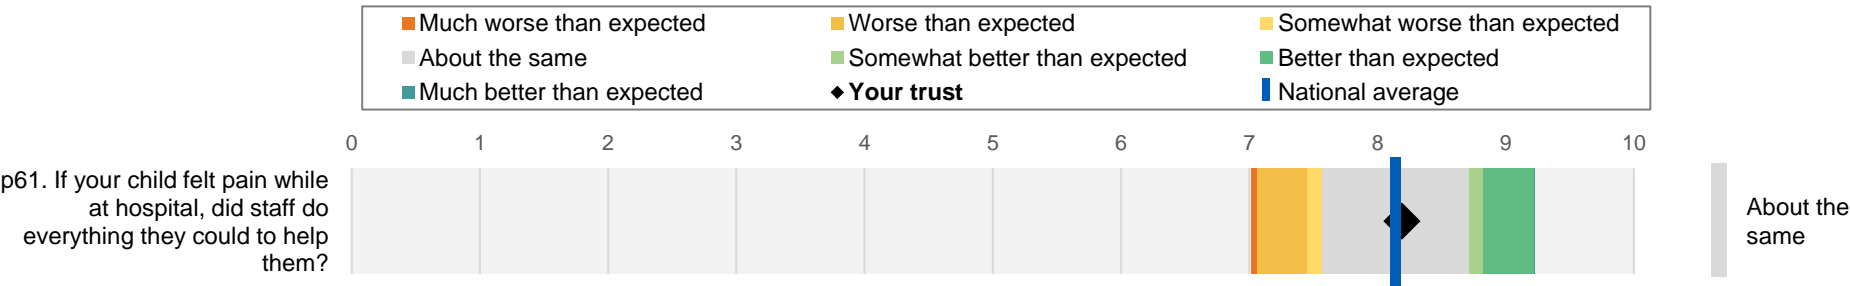 Much worse than expected Worse than expected Somewhat worse than expected
About the same Somewhat better than expected Better than expected
Much better than expected Your trust National average
0 1 2 3 4 5 6 7 8 9 10
p61. If your child felt pain while
at hospital, did staff do
everything they could to help
them?
About the
same